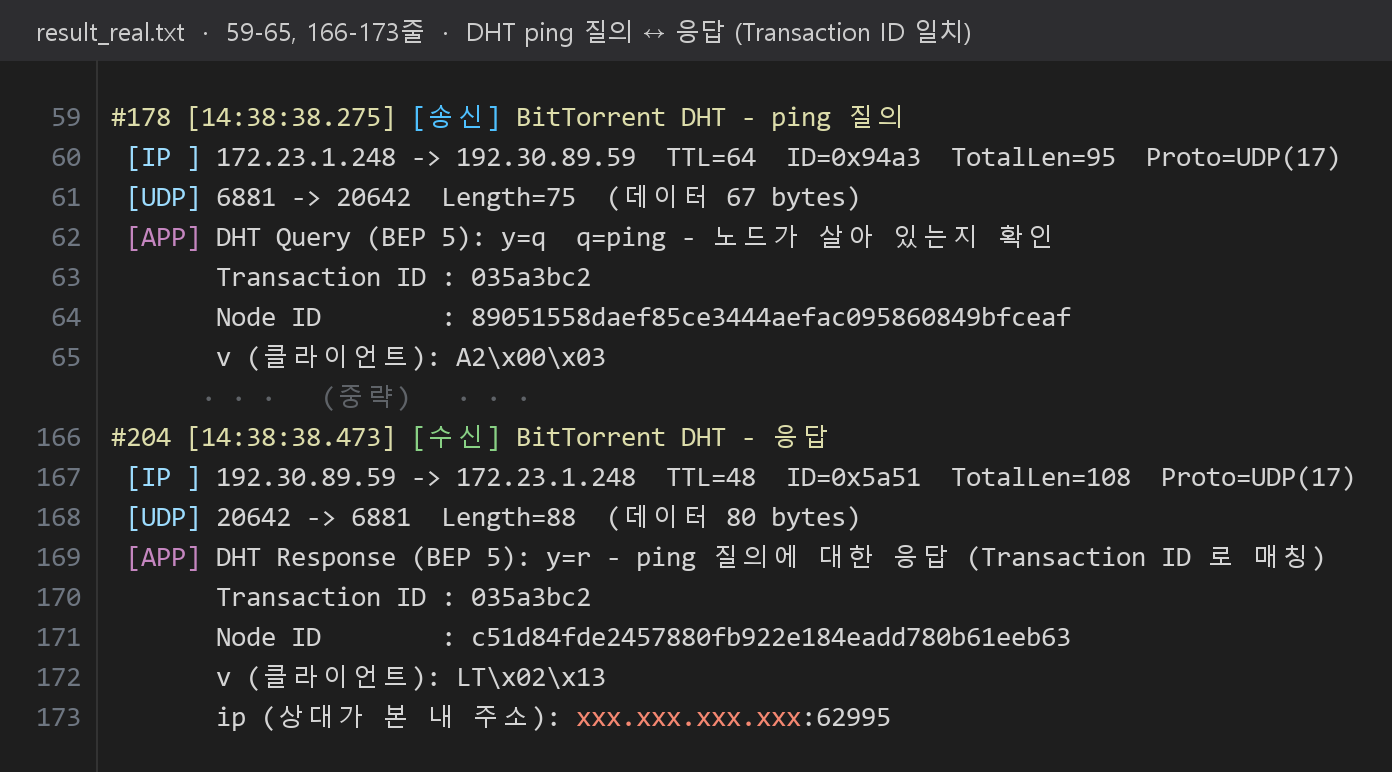 result_real.txt · 59-65, 166-173줄 · DHT ping 질의 ↔ 응답 (Transaction ID 일치)
59 #178 [14:38:38.275] [송신] BitTorrent DHT - ping 질의
60 [IP ] 172.23.1.248 -> 192.30.89.59 TTL=64 ID=0x94a3 TotalLen=95 Proto=UDP(17)
61 [UDP] 6881 -> 20642 Length=75 (데이터 67 bytes)
62 [APP] DHT Query (BEP 5): y=q q=ping - 노드가 살아 있는지 확인
63 Transaction ID : 035a3bc2
64 Node ID : 89051558daef85ce3444aefac095860849bfceaf
65 v (클라이언트): A2\x00\x03
· · · (중략) · · ·
166 #204 [14:38:38.473] [수신] BitTorrent DHT - 응답
167 [IP ] 192.30.89.59 -> 172.23.1.248 TTL=48 ID=0x5a51 TotalLen=108 Proto=UDP(17)
168 [UDP] 20642 -> 6881 Length=88 (데이터 80 bytes)
169 [APP] DHT Response (BEP 5): y=r - ping 질의에 대한 응답 (Transaction ID 로 매칭)
170 Transaction ID : 035a3bc2
171 Node ID : c51d84fde2457880fb922e184eadd780b61eeb63
172 v (클라이언트): LT\x02\x13
173 ip (상대가 본 내 주소): xxx.xxx.xxx.xxx:62995